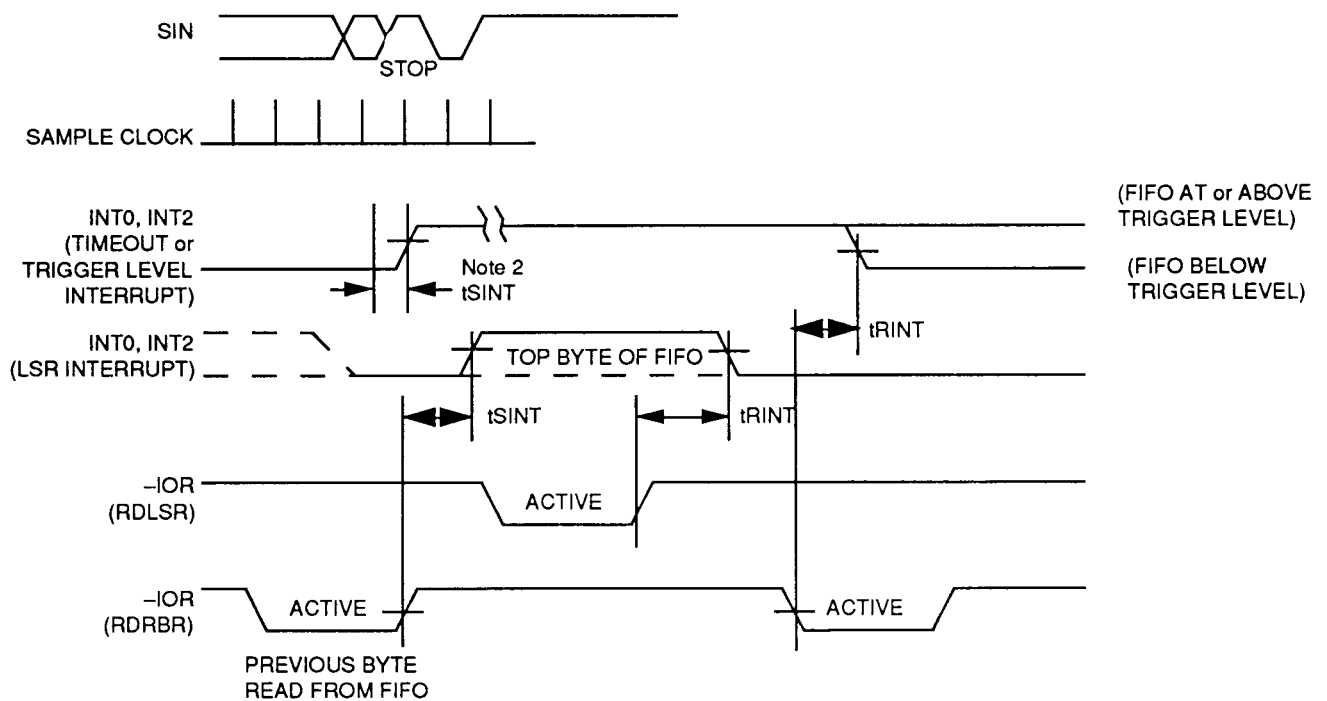 SIN
STOP
SAMPLE CLOCK
INT0, INT2
(TIMEOUT or
TRIGGER LEVEL
INTERRUPT)
Note 2
tSINT
(FIFO AT or ABOVE
TRIGGER LEVEL)
(FIFO BELOW
TRIGGER LEVEL)
tRINT
INT0, INT2
(LSR INTERRUPT)
TOP BYTE OF FIFO
tSINT
tRINT
–IOR
(RDLSR)
ACTIVE
–IOR
(RDRBR)
ACTIVE
ACTIVE
PREVIOUS BYTE
READ FROM FIFO